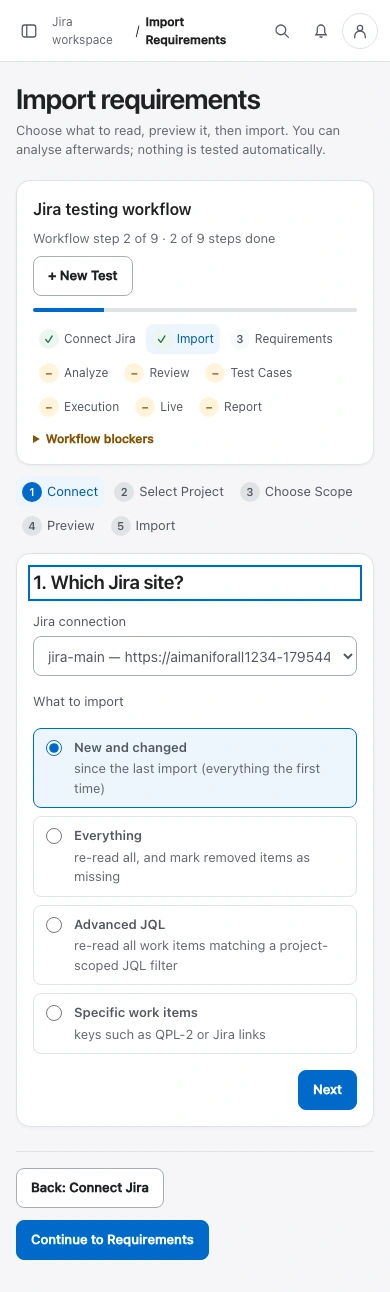 Jira workspace / Import Requirements
Import requirements
Choose what to read, preview it, then import. You can
analyse afterwards; nothing is tested automatically.
Jira testing workflow
Workflow step 2 of 9 · 2 of 9 steps done
+ New Test
✓ Connect Jira ✓ Import 3 Requirements
– Analyze – Review – Test Cases
– Execution – Live – Report
Workflow blockers
1 Connect 2 Select Project 3 Choose Scope
4 Preview 5 Import
1. Which Jira site?
Jira connection
jira-main — https://aimaniforall1234-179544
What to import
New and changed
since the last import (everything the first
time)
Everything
re-read all, and mark removed items as
missing
Advanced JQL
re-read all work items matching a project-
scoped JQL filter
Specific work items
keys such as QPL-2 or Jira links
Next
Back: Connect Jira
Continue to Requirements